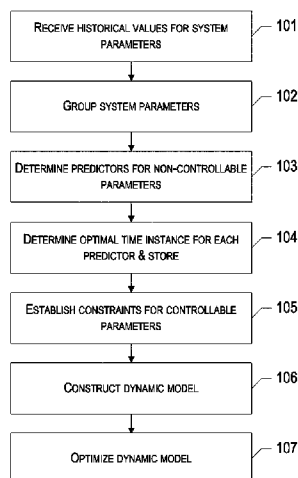 RECEIVE HISTORICAL VALUES FOR SYSTEM
PARAMETERS
101
GROUP SYSTEM PARAMETERS
102
DETERMINE PREDICTORS FOR NON-CONTROLLABLE
PARAMETERS
103
DETERMINE OPTIMAL TIME INSTANCE FOR EACH
PREDICTOR & STORE
104
ESTABLISH CONSTRAINTS FOR CONTROLLABLE
PARAMETERS
105
CONSTRUCT DYNAMIC MODEL
106
OPTIMIZE DYNAMIC MODEL
107